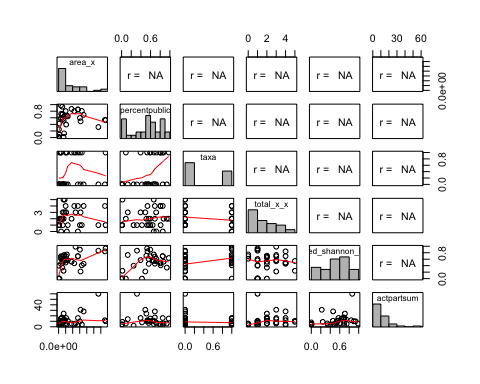 0.0 0.6
0 2 4
0 30 60
area_x
r = NA
r = NA
r = NA
r = NA
r = NA
0.0e+00
0.0 0.8
percentpublic
r = NA
r = NA
r = NA
r = NA
taxa
r = NA
r = NA
r = NA
0.0 0.8
0 3
total_x_x
r = NA
r = NA
ed_shannon
r = NA
0.0 0.8
0 40
actpartsum
0.0e+00
0.0 0.6
0.0 0.6